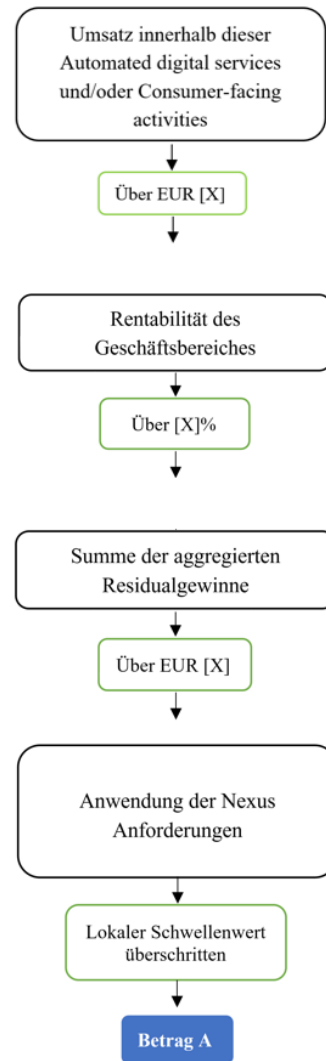 Umsatz innerhalb dieser
Automated digital services
und/oder Consumer-facing
activities
Über EUR [X]
Rentabilität des
Geschäftsbereiches
Über [X]%
Summe der aggregierten
Residualgewinne
Über EUR [X]
Anwendung der Nexus
Anforderungen
Lokaler Schwellenwert
überschritten
Betrag A